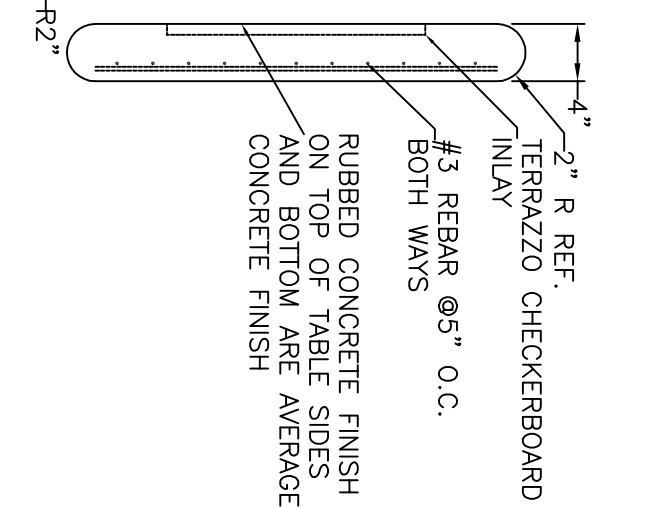 4"
2" R REF.
TERRAZZO CHECKERBOARD
INLAY
#3 REBAR @5" O.C.
BOTH WAYS
RUBBED CONCRETE FINISH
ON TOP OF TABLE SIDES
AND BOTTOM ARE AVERAGE
CONCRETE FINISH
R2"